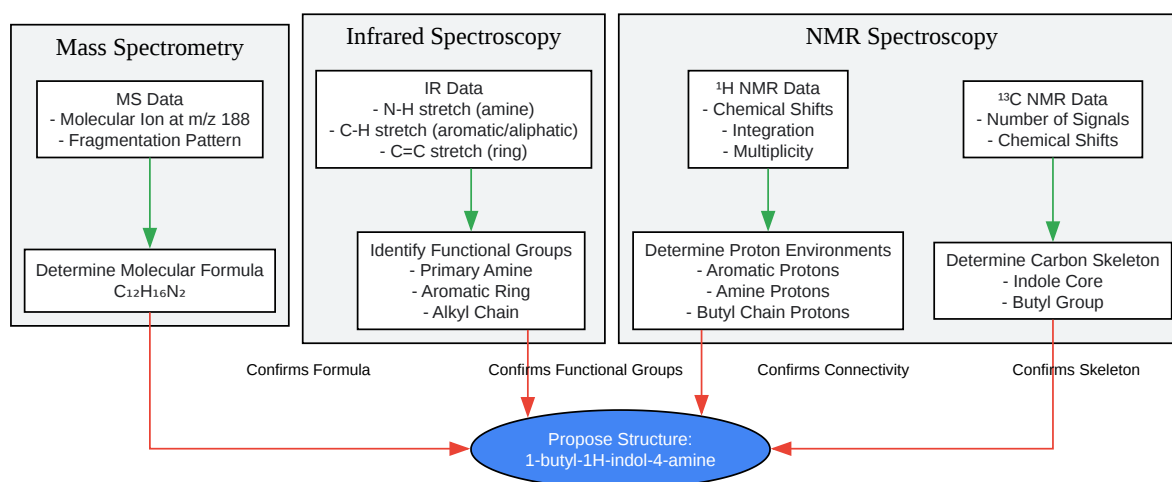 Mass Spectrometry
MS Data
- Molecular Ion at m/z 188
- Fragmentation Pattern
Determine Molecular Formula
C₁₂H₁₆N₂
Infrared Spectroscopy
IR Data
- N-H stretch (amine)
- C-H stretch (aromatic/aliphatic)
- C=C stretch (ring)
Identify Functional Groups
- Primary Amine
- Aromatic Ring
- Alkyl Chain
NMR Spectroscopy
¹H NMR Data
- Chemical Shifts
- Integration
- Multiplicity
Determine Proton Environments
- Aromatic Protons
- Amine Protons
- Butyl Chain Protons
¹³C NMR Data
- Number of Signals
- Chemical Shifts
Determine Carbon Skeleton
- Indole Core
- Butyl Group
Confirms Formula
Confirms Functional Groups
Confirms Connectivity
Confirms Skeleton
Propose Structure:
1-butyl-1H-indol-4-amine